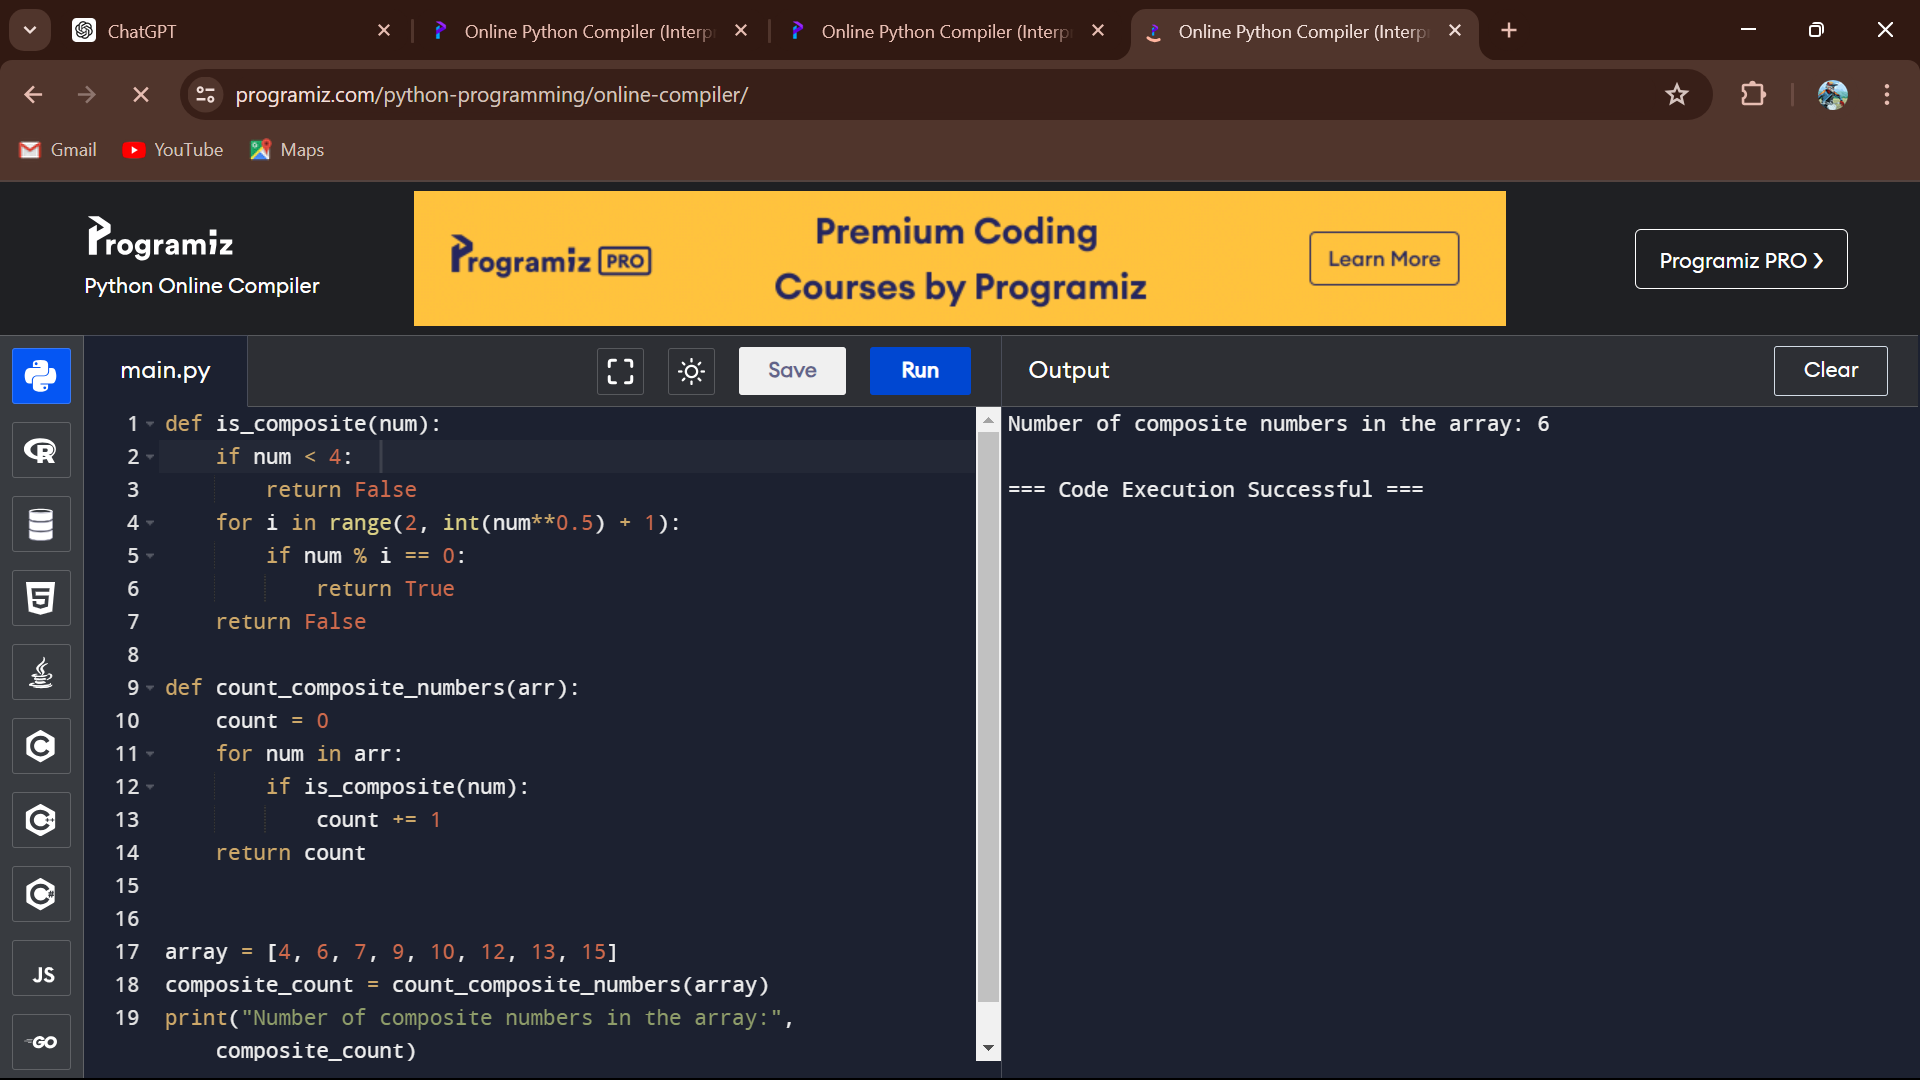 ChatGPT
Online Python Compiler (Interp
Online Python Compiler (Interp
Online Python Compiler (Interp
programiz.com/python-programming/online-compiler/
Gmail
YouTube
Maps
Programiz
Python Online Compiler
Programiz PRO
Premium Coding
Courses by Programiz
Learn More
Programiz PRO ❯
main.py
Save
Run
Output
Clear
1 def is_composite(num):
2     if num < 4:
3         return False
4     for i in range(2, int(num**0.5) + 1):
5         if num % i == 0:
6             return True
7     return False
8
9 def count_composite_numbers(arr):
10     count = 0
11     for num in arr:
12         if is_composite(num):
13             count += 1
14     return count
15
16
17 array = [4, 6, 7, 9, 10, 12, 13, 15]
18 composite_count = count_composite_numbers(array)
19 print("Number of composite numbers in the array:",
    composite_count)
Number of composite numbers in the array: 6
=== Code Execution Successful ===
R
5
C
C++
C#
JS
GO